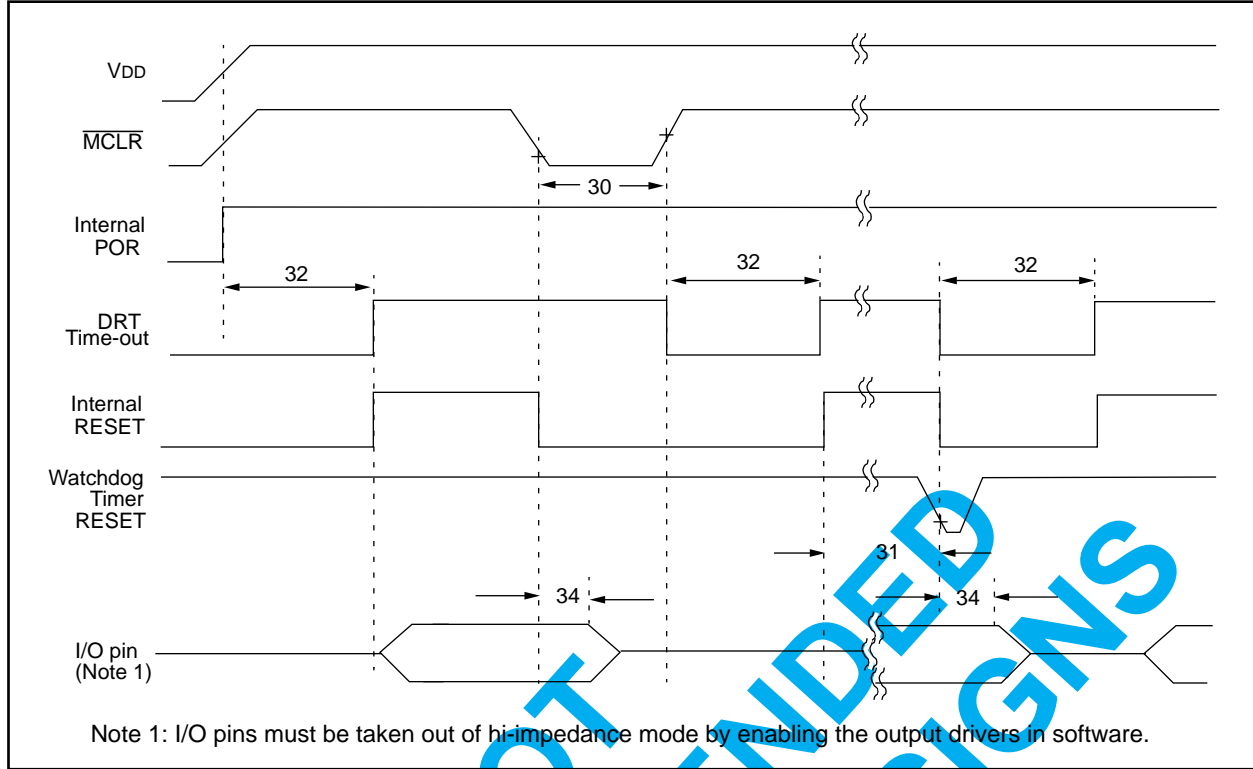 VDD
MCLR
30
Internal
POR
32
32
32
DRT
Time-out
Internal
RESET
Watchdog
Timer
RESET
31
34
34
I/O pin
(Note 1)
Note 1: I/O pins must be taken out of hi-impedance mode by enabling the output drivers in software.